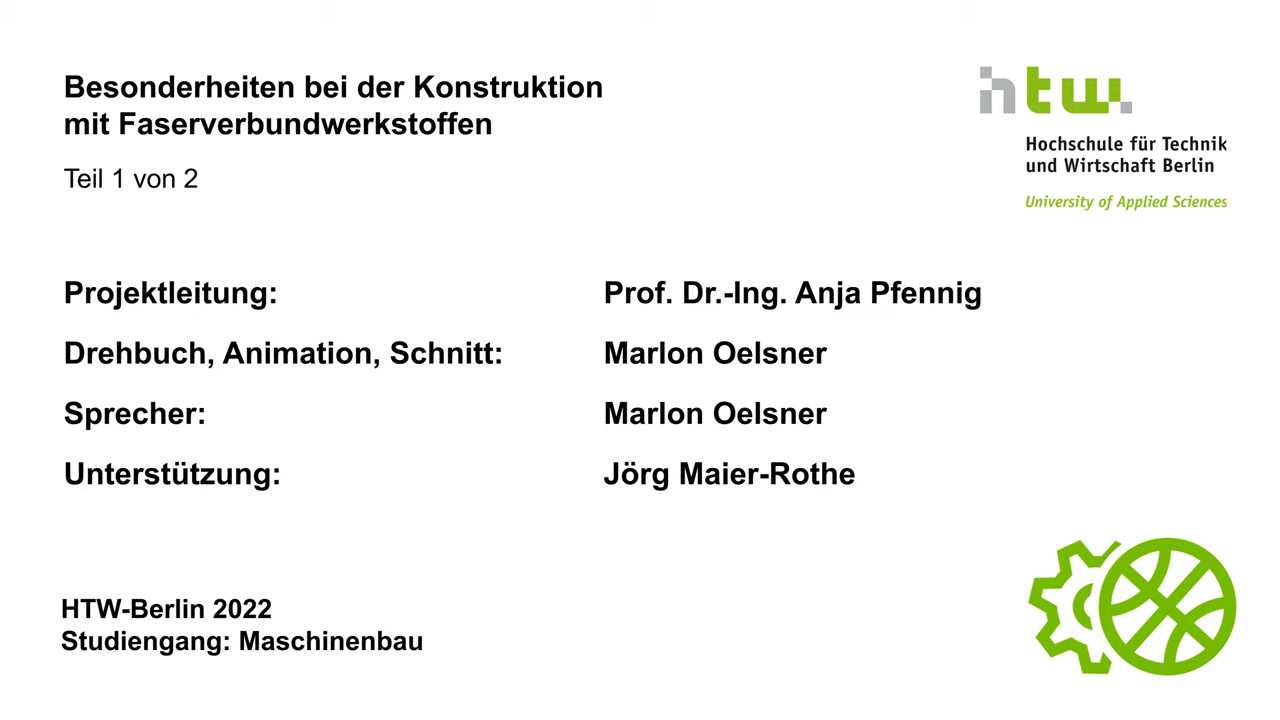 Besonderheiten bei der Konstruktion
mit Faserverbundwerkstoffen
Teil 1 von 2
htw.
Hochschule für Technik
und Wirtschaft Berlin
University of Applied Sciences
Projektleitung: Prof. Dr.-Ing. Anja Pfennig
Drehbuch, Animation, Schnitt: Marlon Oelsner
Sprecher: Marlon Oelsner
Unterstützung: Jörg Maier-Rothe
HTW-Berlin 2022
Studiengang: Maschinenbau